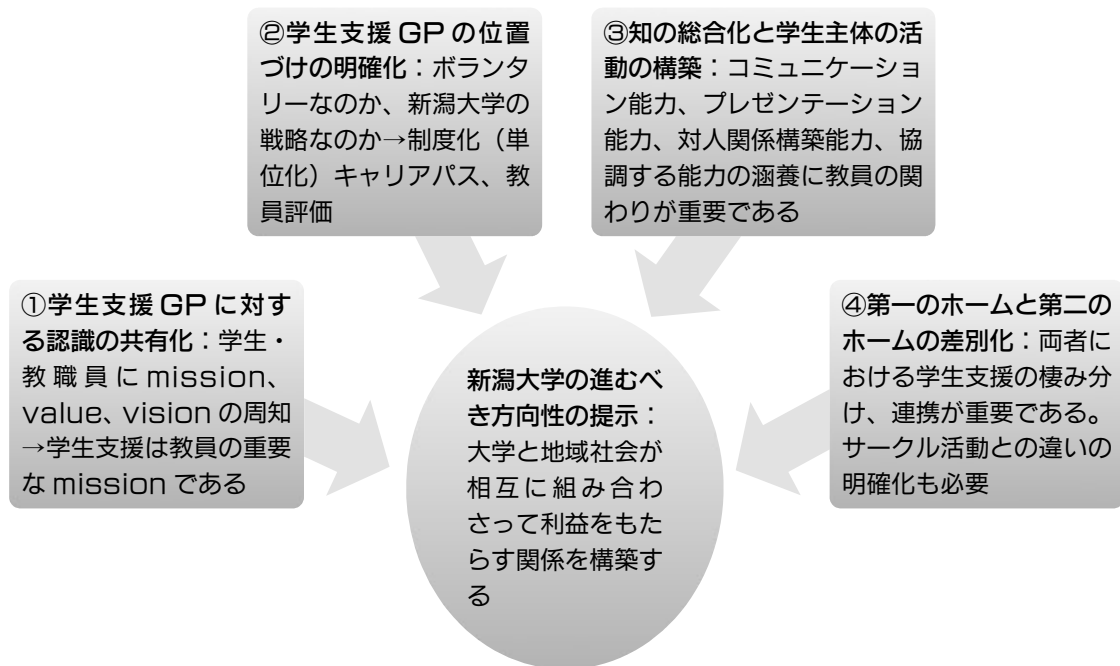 ①学生支援 GP に対する認識の共有化：学生・
教職員に mission、
value、vision の周知
→学生支援は教員の重要
な mission である
②学生支援 GP の位置
づけの明確化：ボランタ
リーなのか、新潟大学の
戦略なのか→制度化（単
位化）キャリアパス、教
員評価
③知の総合化と学生主体の活
動の構築：コミュニケーション
能力、プレゼンテーション
能力、対人関係構築能力、協
調する能力の涵養に教員の関
わりが重要である
④第一のホームと第二の
ホームの差別化：両者に
おける学生支援の棲み分
け、連携が重要である。
サークル活動との違いの
明確化も必要
新潟大学の進むべ
き方向性の提示：
大学と地域社会が
相互に組み合わ
さって利益をもた
らす関係を構築す
る